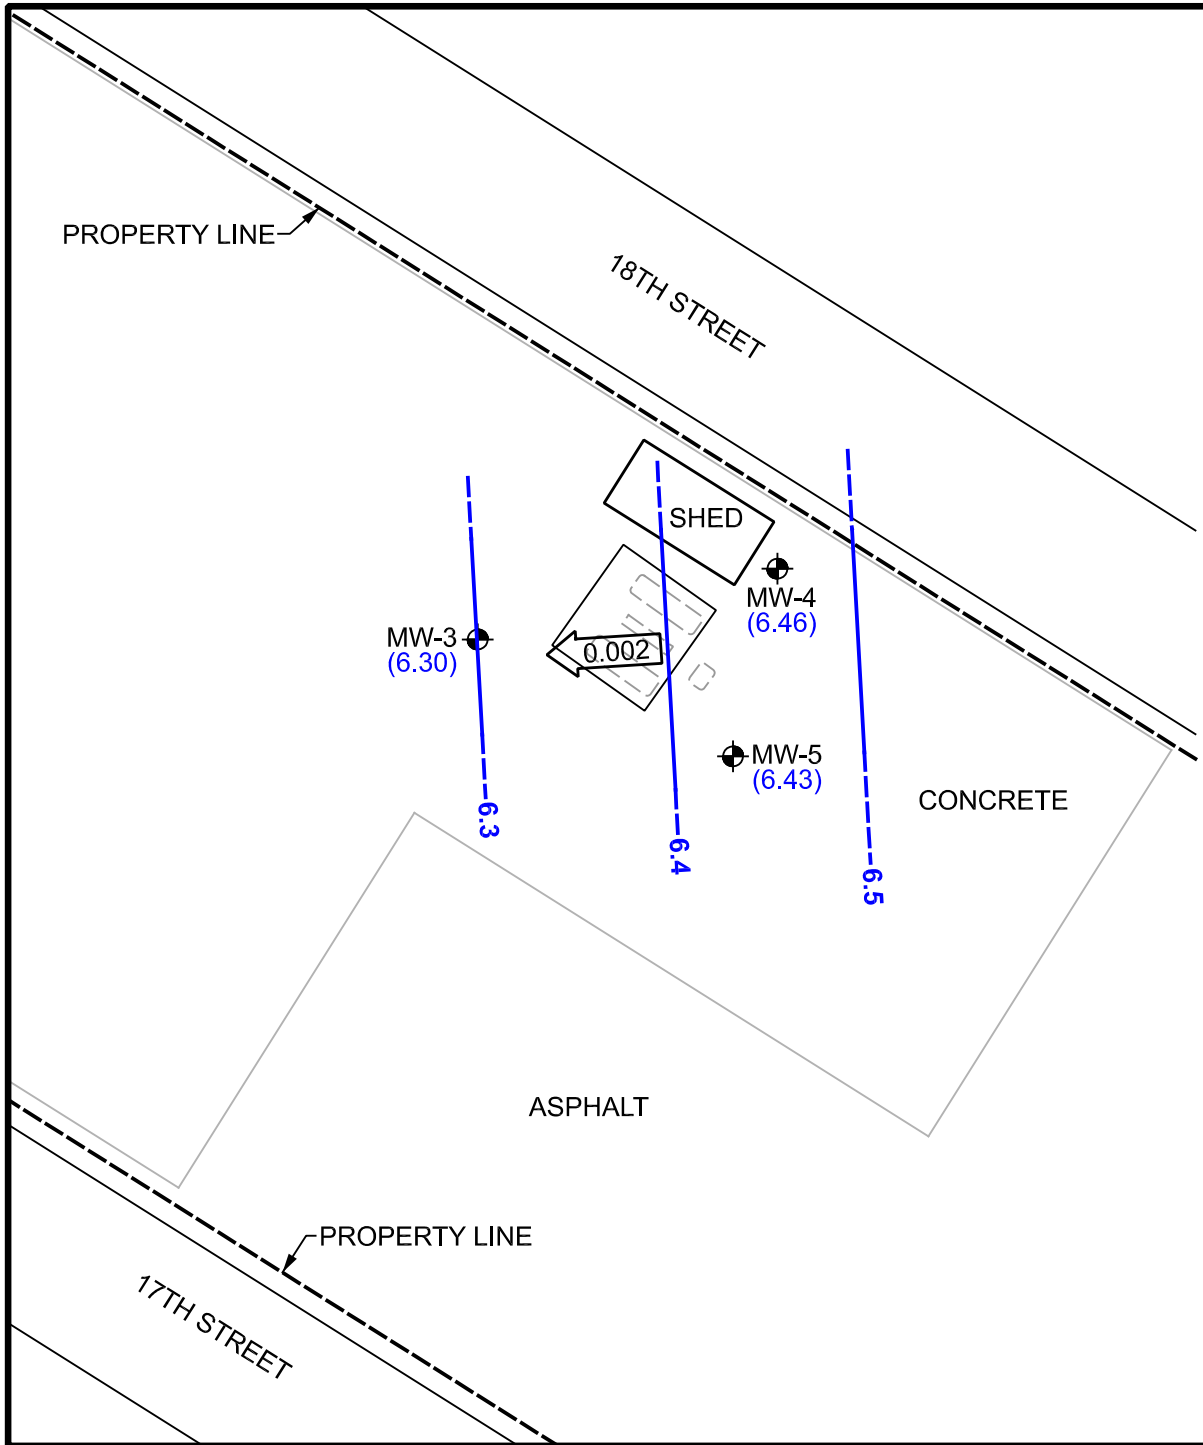 PROPERTY LINE
18TH STREET
SHED
MW-4
(6.46)
MW-3
(6.30)
0.002
MW-5
(6.43)
CONCRETE
6.3
6.4
6.5
ASPHALT
PROPERTY LINE
17TH STREET